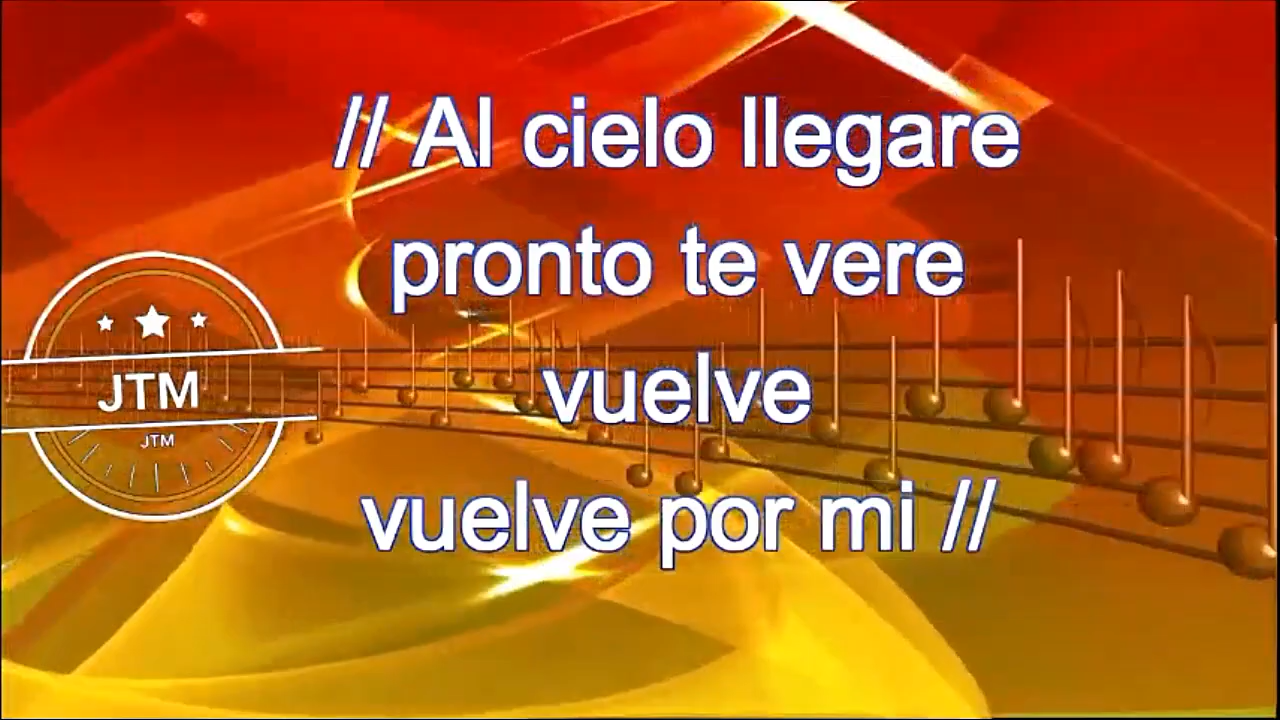 // Al cielo llegare
pronto te vere
vuelve
vuelve por mi //
JTM
JTM